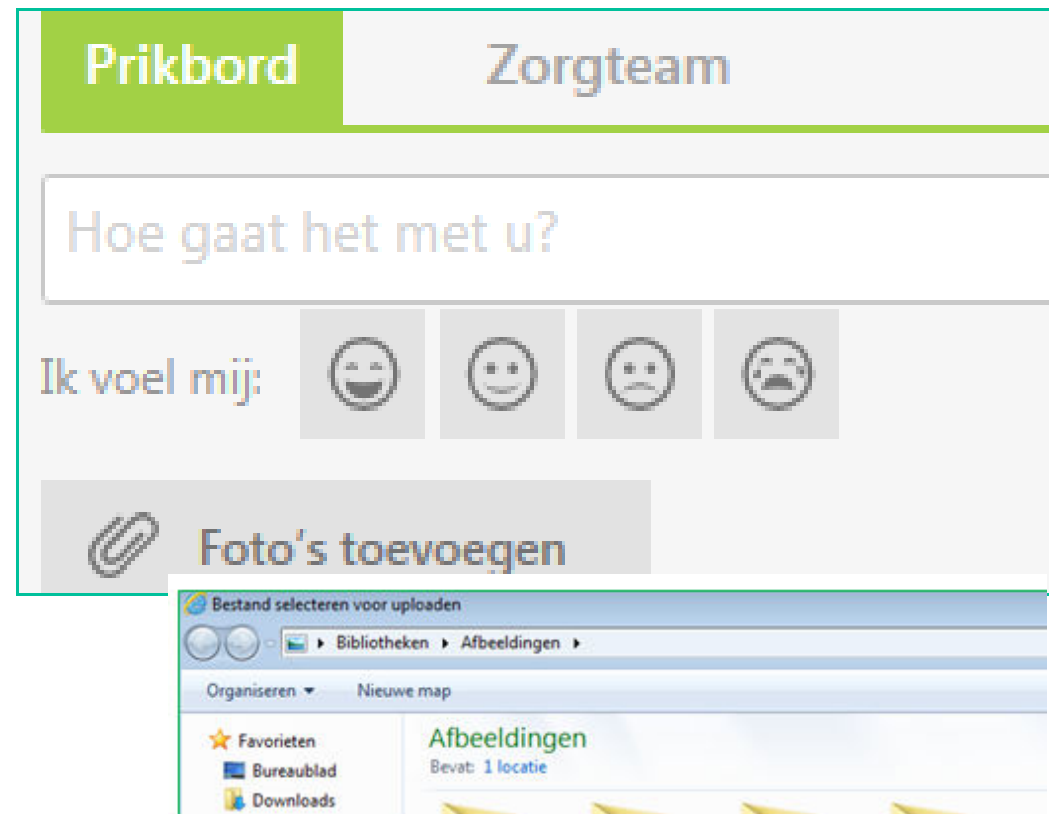 Prikbord Zorgteam
Hoe gaat het met u?
Ik voel mij:
Foto's toevoegen
Bestand selecteren voor uploaden
Bibliotheken Afbeeldingen
Organiseren Nieuwe map
Favorieten
Bureaublad
Downloads
Afbeeldingen
Bevat: 1 locatie